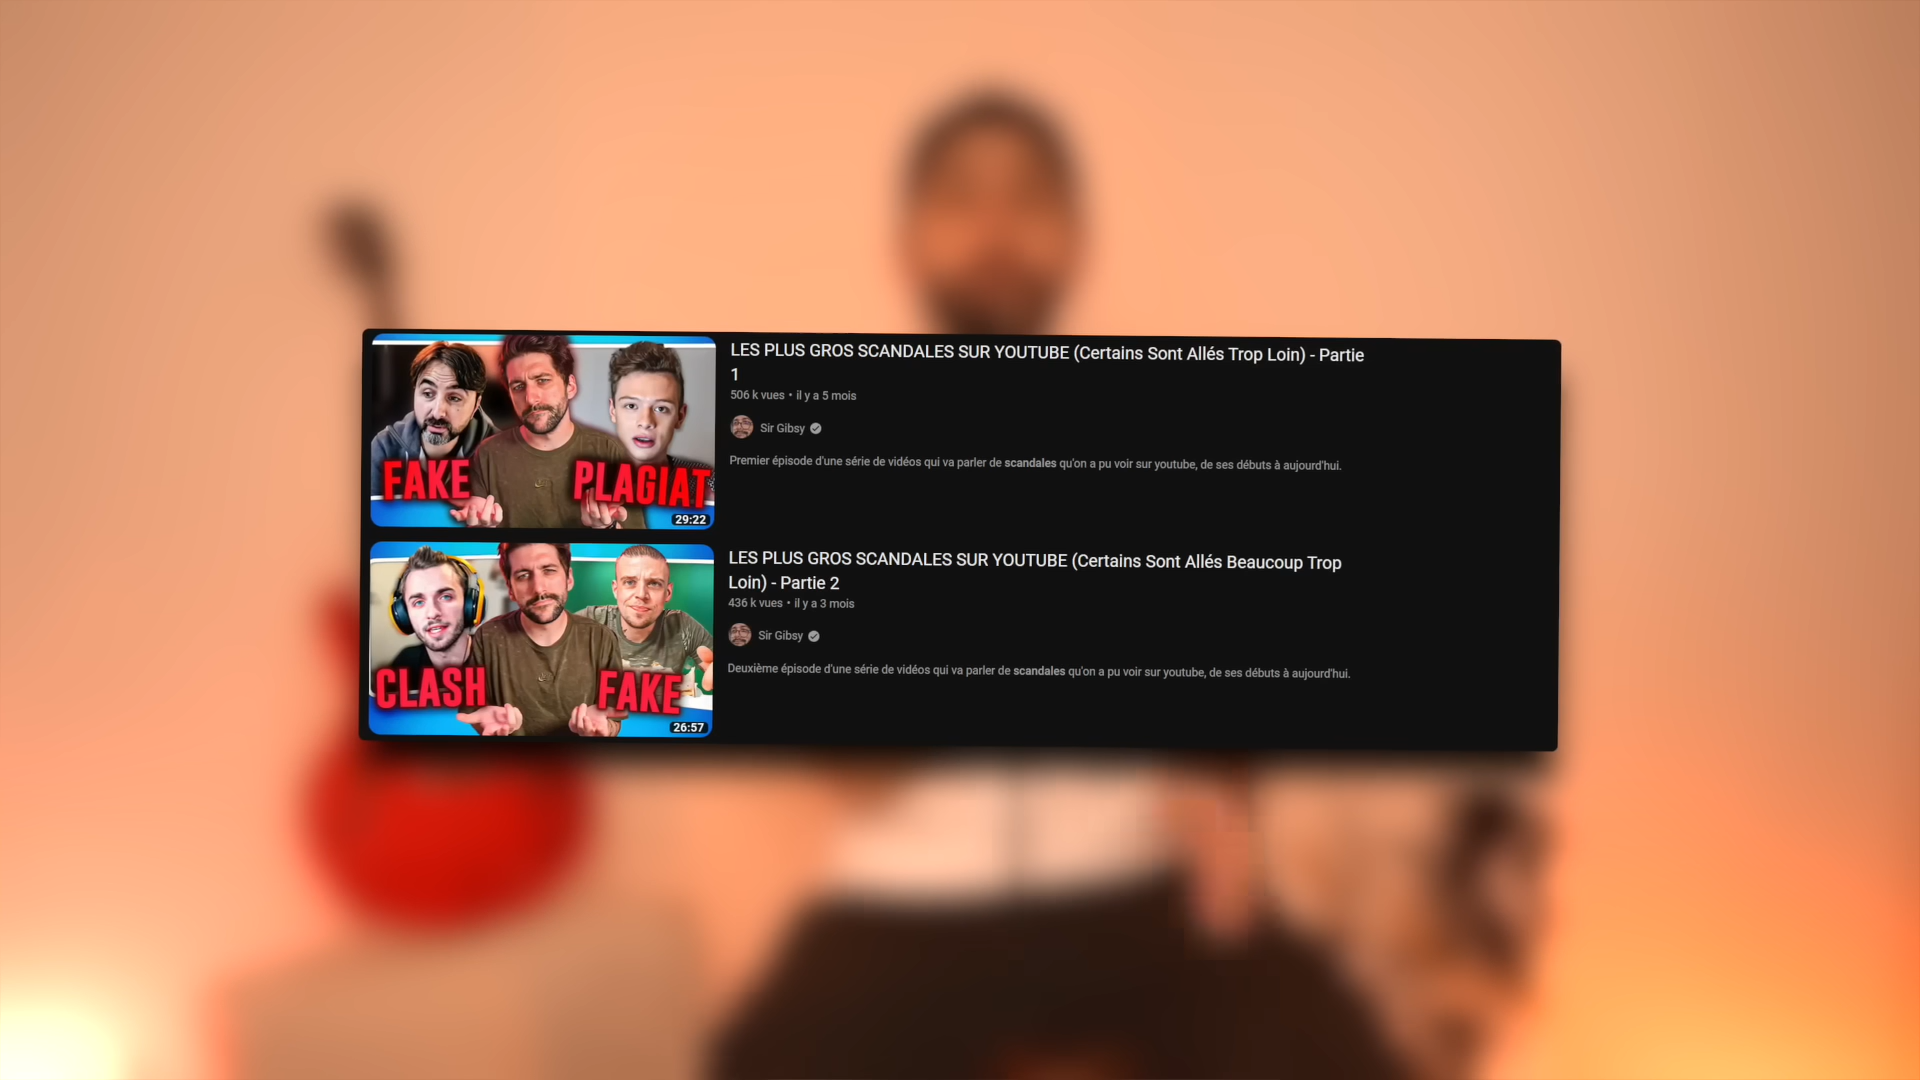 FAKE
PLAGIAT
29:22
LES PLUS GROS SCANDALES SUR YOUTUBE (Certains Sont Allés Trop Loin) - Partie
1
506 k vues • il y a 5 mois
Sir Gibsy
Premier épisode d'une série de vidéos qui va parler de scandales qu'on a pu voir sur youtube, de ses débuts à aujourd'hui.
CLASH
FAKE
26:57
LES PLUS GROS SCANDALES SUR YOUTUBE (Certains Sont Allés Beaucoup Trop
Loin) - Partie 2
436 k vues • il y a 3 mois
Sir Gibsy
Deuxième épisode d'une série de vidéos qui va parler de scandales qu'on a pu voir sur youtube, de ses débuts à aujourd'hui.